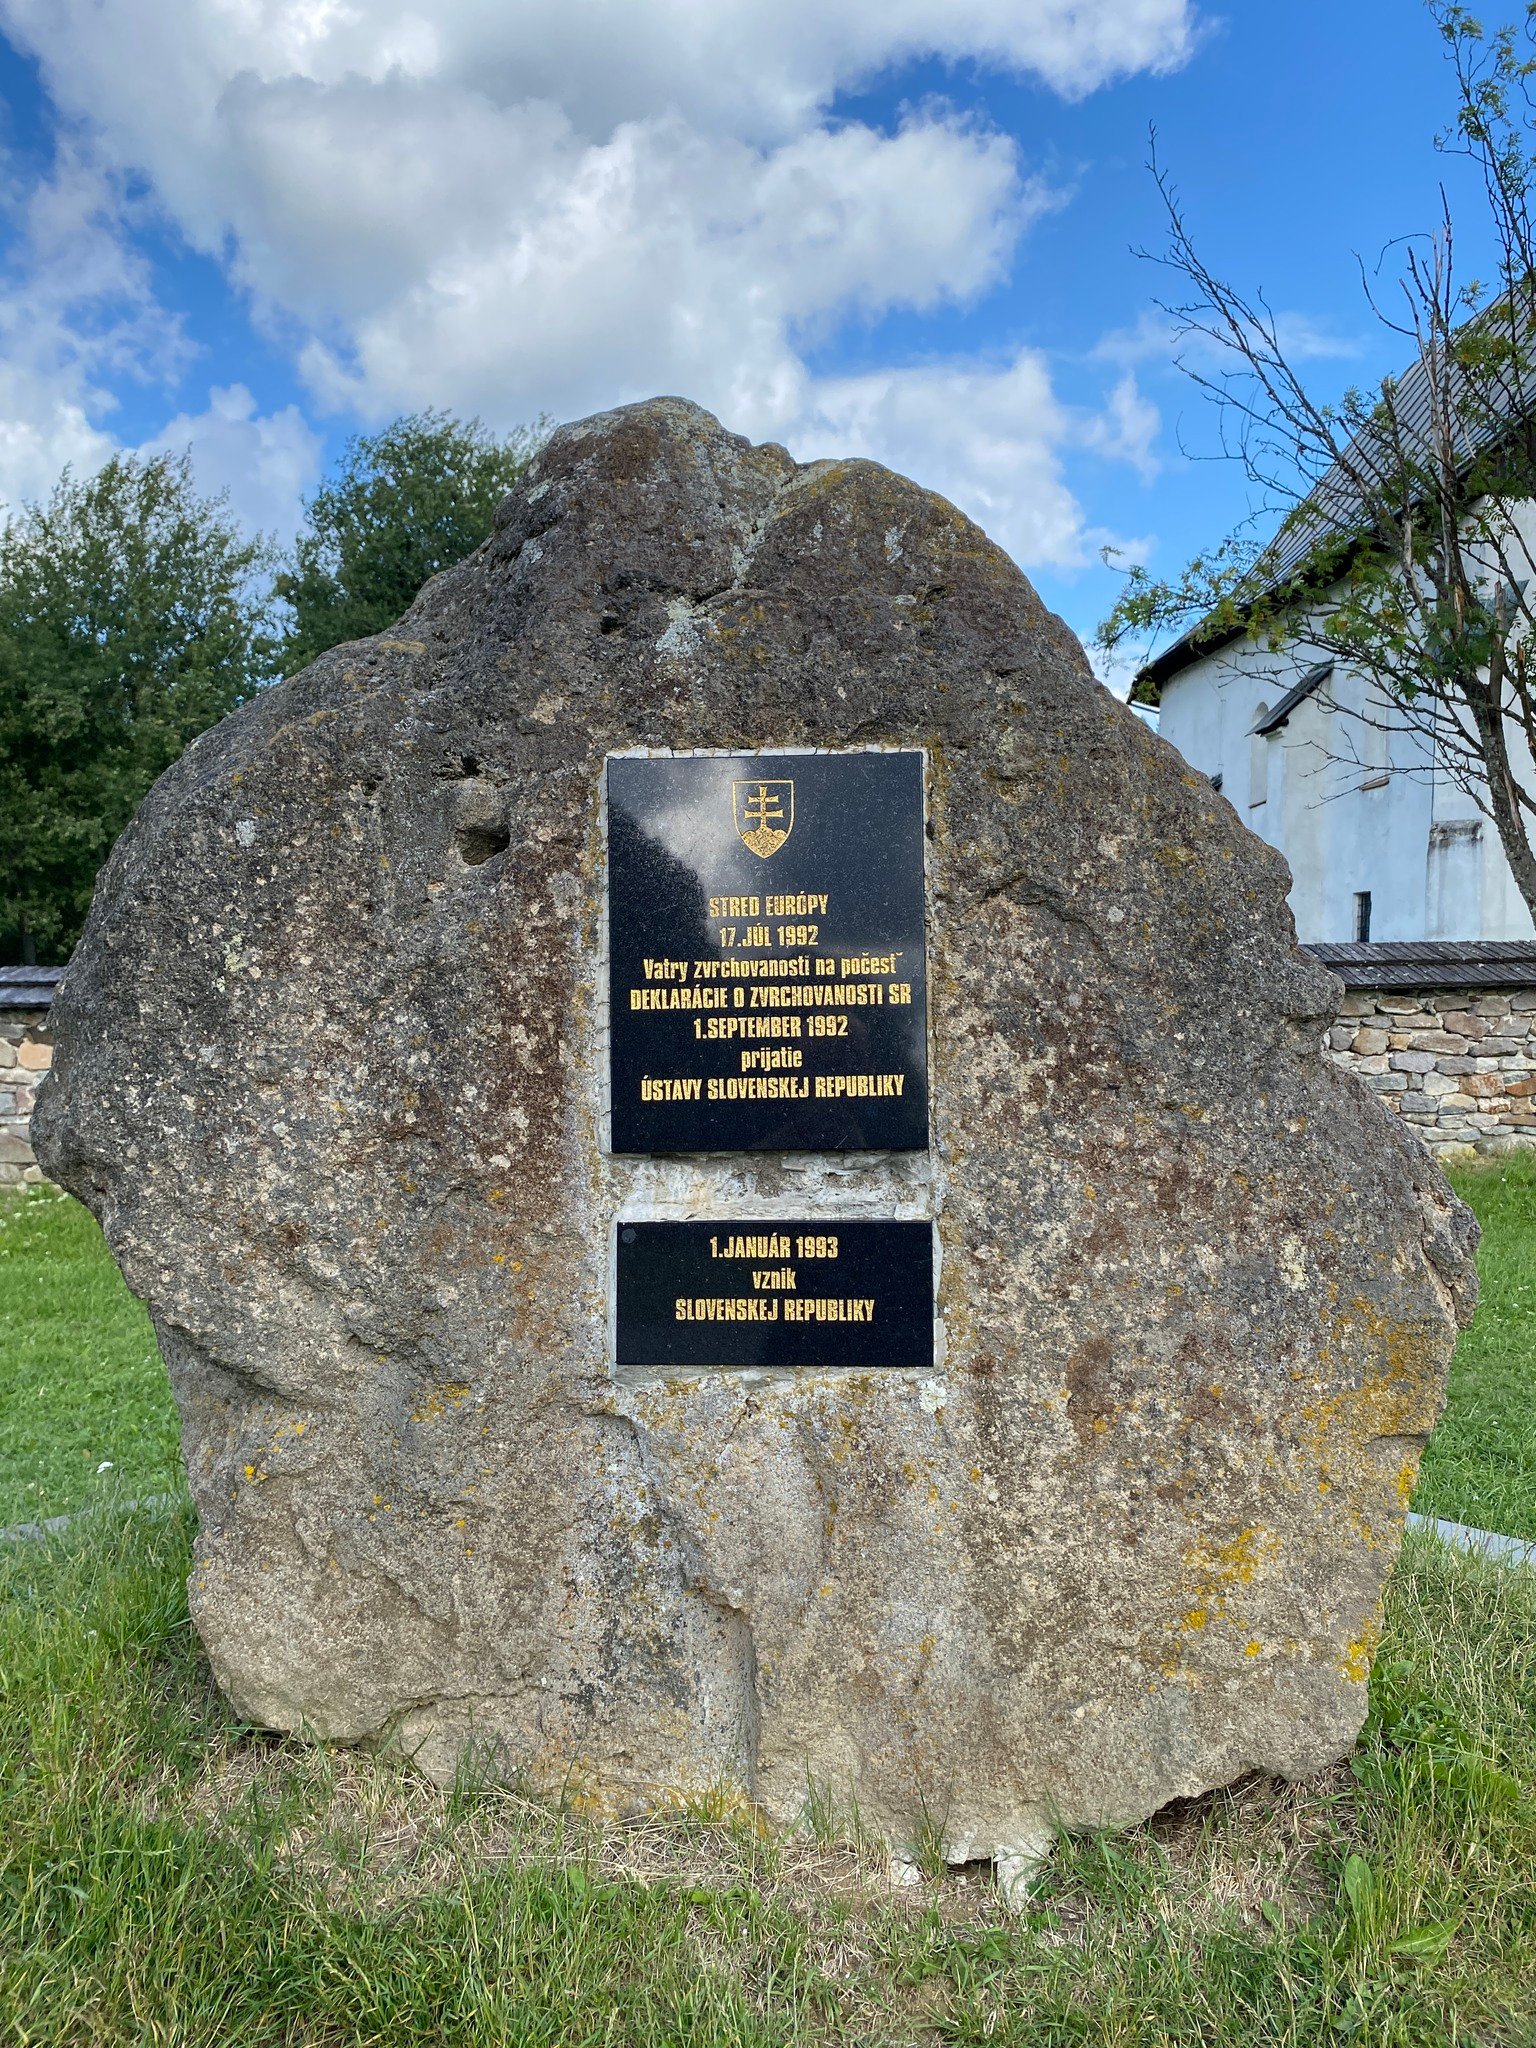 STRED EURÓPY
17.JÚL 1992
Vatry zvrchovanosti na počesť
DEKLARÁCIE O ZVRCHOVANOSTI SR
1.SEPTEMBER 1992
prijatie
ÚSTAVY SLOVENSKEJ REPUBLIKY
1.JANUÁR 1993
vznik
SLOVENSKEJ REPUBLIKY